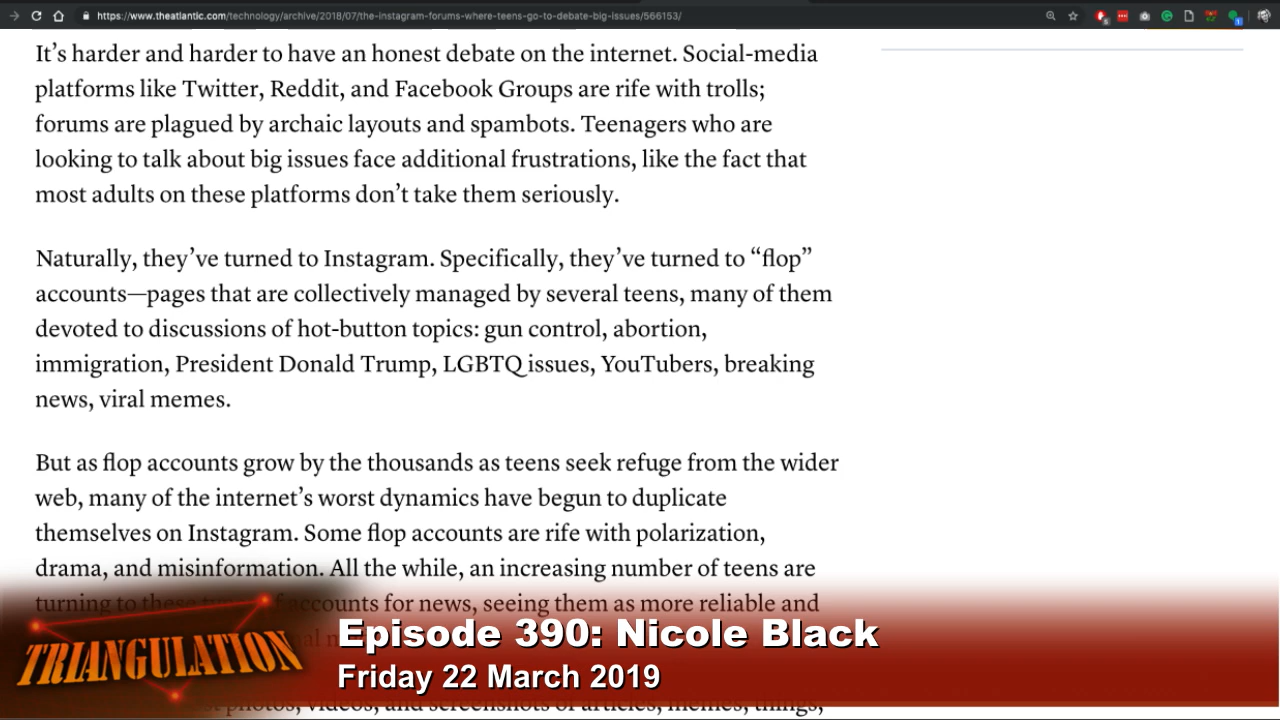 https://www.theatlantic.com/technology/archive/2018/07/the-instagram-forums-where-teens-go-to-debate-big-issues/566153/
It’s harder and harder to have an honest debate on the internet. Social-media
platforms like Twitter, Reddit, and Facebook Groups are rife with trolls;
forums are plagued by archaic layouts and spambots. Teenagers who are
looking to talk about big issues face additional frustrations, like the fact that
most adults on these platforms don’t take them seriously.
Naturally, they’ve turned to Instagram. Specifically, they’ve turned to “flop”
accounts—pages that are collectively managed by several teens, many of them
devoted to discussions of hot-button topics: gun control, abortion,
immigration, President Donald Trump, LGBTQ issues, YouTubers, breaking
news, viral memes.
But as flop accounts grow by the thousands as teens seek refuge from the wider
web, many of the internet’s worst dynamics have begun to duplicate
themselves on Instagram. Some flop accounts are rife with polarization,
drama, and misinformation. All the while, an increasing number of teens are
turning to these accounts for news, seeing them as more reliable and
photos, videos, and screenshots of articles, memes, things,
TRIANGULATION
Episode 390: Nicole Black
Friday 22 March 2019